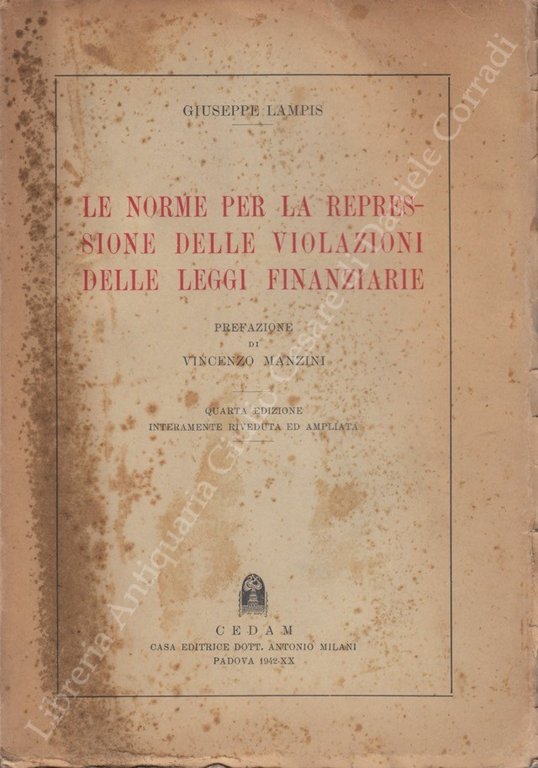 GIUSEPPE LAMPIS
LE NORME PER LA REPRES-
SIONE DELLE VIOLAZIONI
DELLE LEGGI FINANZIARIE
PREFAZIONE
DI
VINCENZO MANZINI
QUARTA EDIZIONE
INTERAMENTE RIVEDUTA ED AMPLIATA
CEDAM
CASA EDITRICE DOTT. ANTONIO MILANI
PADOVA 1942-XX
Libreria Antiquaria Giulio Cesare di Daniele Corradi